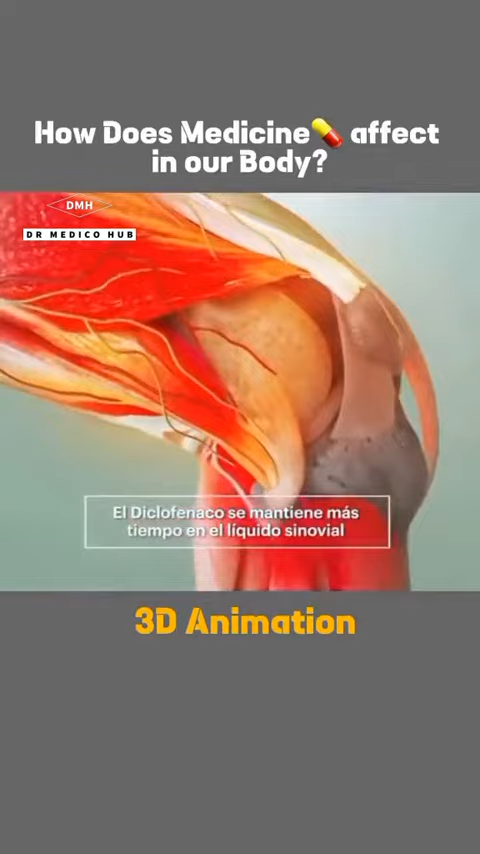 How Does Medicine💊 affect
in our Body?
DMH
DR MEDICO HUB
El Diclofenaco se mantiene más
tiempo en el líquido sinovial
3D Animation